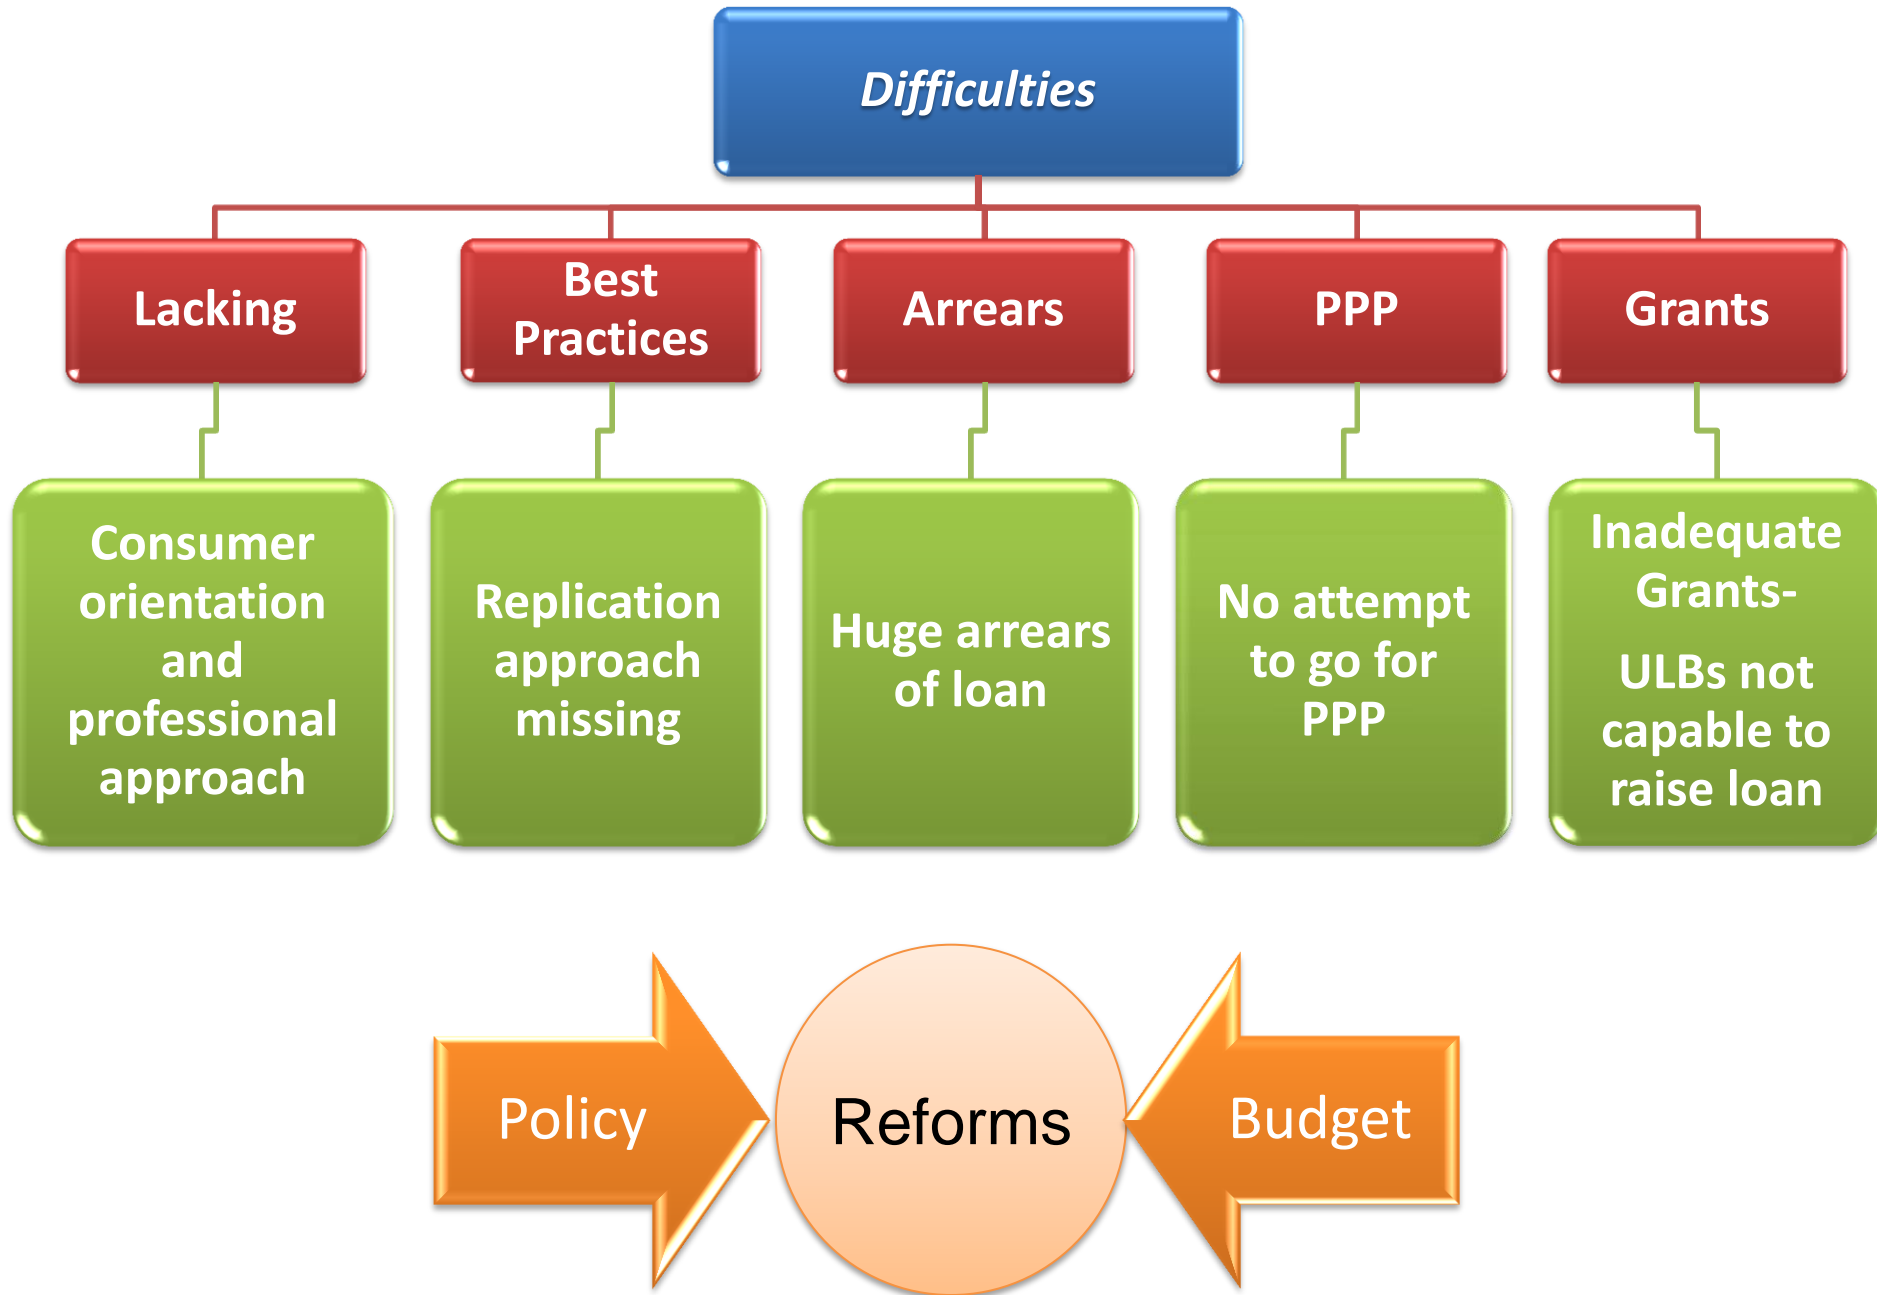 Difficulties
Lacking
Best
Practices
Arrears
PPP
Grants
Consumer
orientation
and
professional
approach
Replication
approach
missing
Huge arrears
of loan
No attempt
to go for
PPP
Inadequate
Grants-
ULBs not
capable to
raise loan
Policy
Reforms
Budget